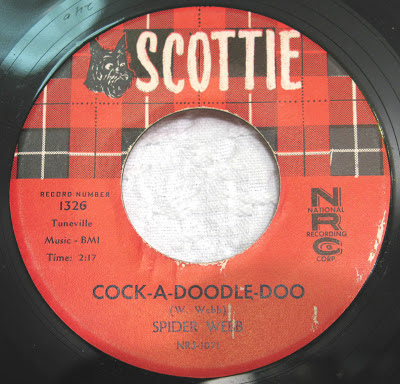 SCOTTIE
RECORD NUMBER
1326
Tuneville
Music - BMI
Time: 2:17
N
NATIONAL
R
RECORDING
C
CORP.
COCK-A-DOODLE-DOO
(W. Webb)
SPIDER WEBB